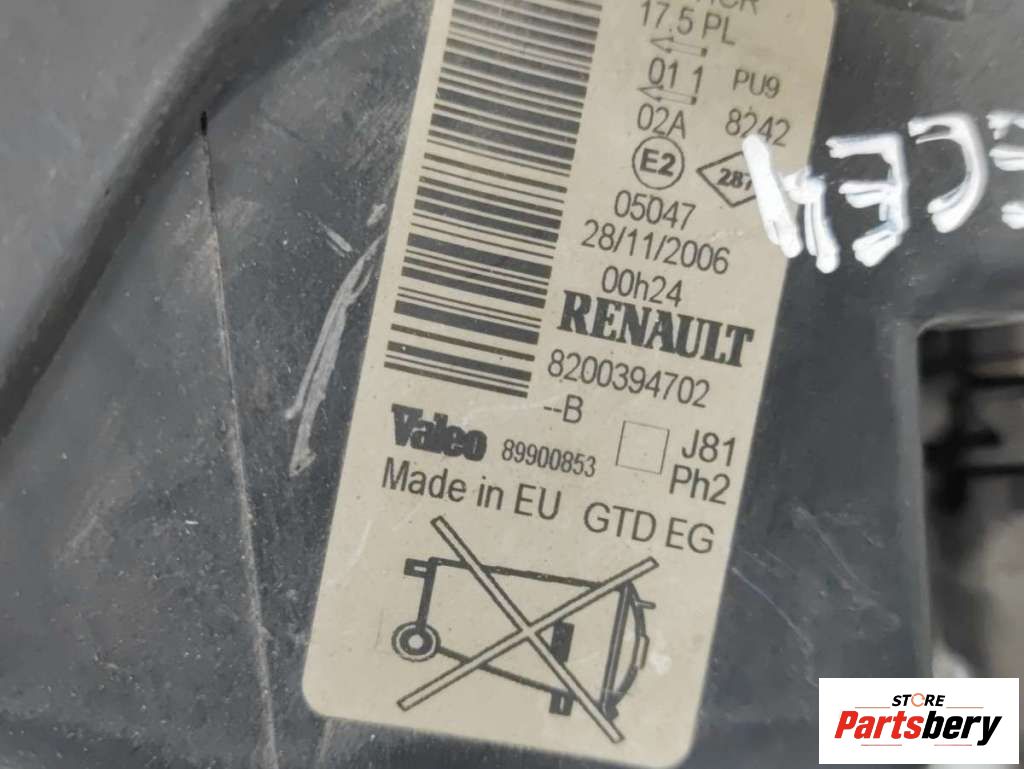 17.5 PL
01 1 PU9
02A 8242
E2 287
05047
28/11/2006
00h24
RENAULT
8200394702
--B
Valeo 89900853 J81
Ph2
Made in EU GTD EG
STORE
Partsbery